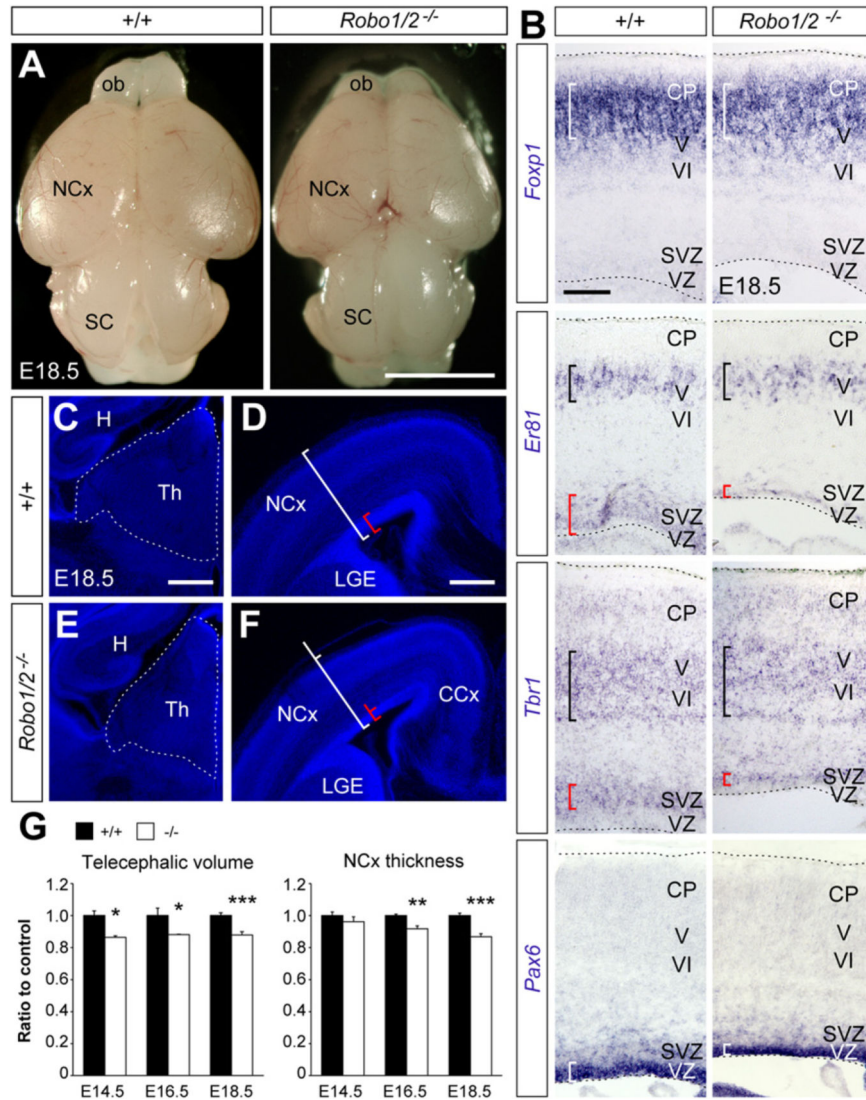 +/+
Robo1/2 -/-
A
ob
ob
NCx
NCx
SC
SC
E18.5
B
+/+
Robo1/2 -/-
Foxp1
CP
CP
V
VI
SVZ
VZ
E18.5
Er81
CP
CP
V
V
VI
VI
SVZ
SVZ
VZ
VZ
Tbr1
CP
CP
V
V
VI
VI
SVZ
SVZ
VZ
VZ
Pax6
CP
CP
V
V
VI
VI
SVZ
SVZ
VZ
VZ
+/+
C
H
Th
E18.5
D
NCx
LGE
Robo1/2-/-
E
H
Th
F
NCx
CCx
LGE
G
+/+ -/-
Telecephalic volume
NCx thickness
Ratio to control
1.2
1.0
0.8
0.6
0.4
0.2
0
* * ***
E14.5 E16.5 E18.5
1.2
1.0
0.8
0.6
0.4
0.2
0
** ***
E14.5 E16.5 E18.5